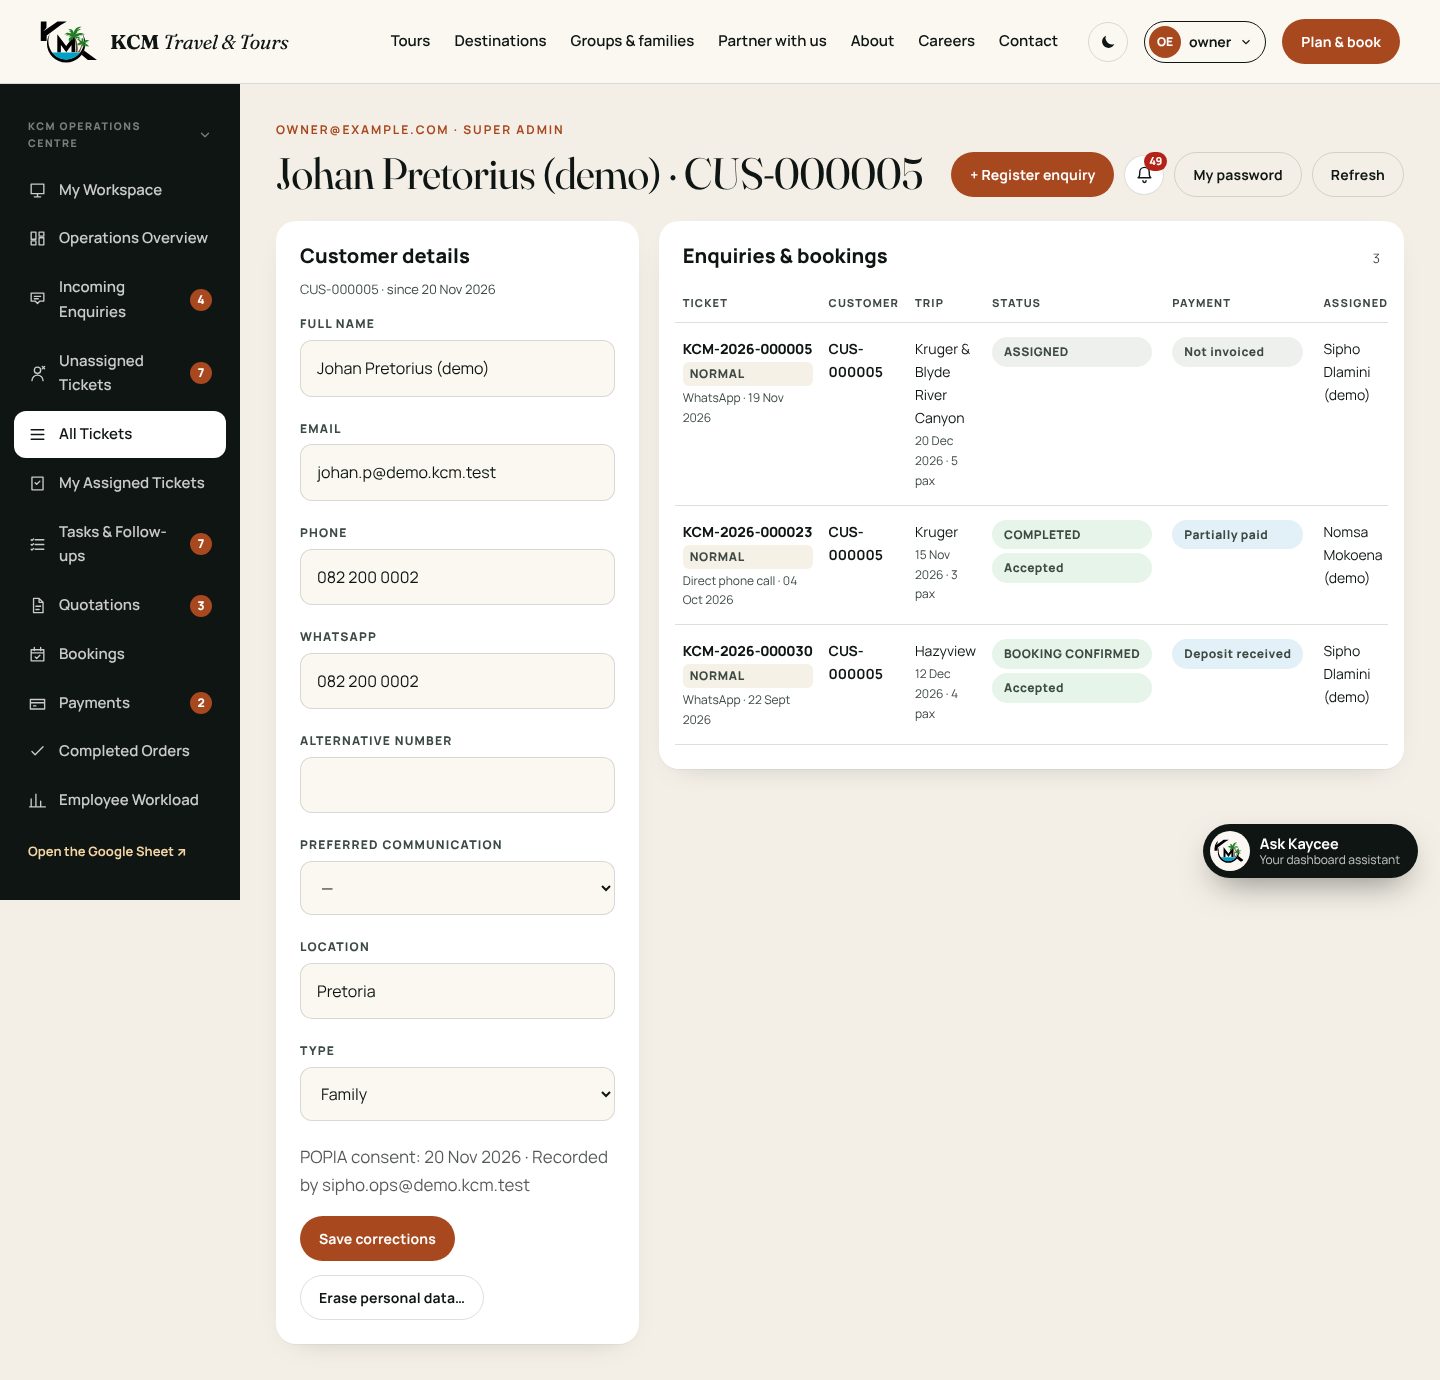 KCM Travel & Tours
Tours
Destinations
Groups & families
Partner with us
About
Careers
Contact
OE
owner
Plan & book
KCM OPERATIONS
CENTRE
My Workspace
Operations Overview
Incoming
Enquiries
4
Unassigned
Tickets
7
All Tickets
My Assigned Tickets
Tasks & Follow-
ups
7
Quotations
3
Bookings
Payments
2
Completed Orders
Employee Workload
Open the Google Sheet ↗
OWNER@EXAMPLE.COM · SUPER ADMIN
Johan Pretorius (demo) · CUS-000005
+ Register enquiry
49
My password
Refresh
Customer details
CUS-000005 · since 20 Nov 2026
FULL NAME
Johan Pretorius (demo)
EMAIL
johan.p@demo.kcm.test
PHONE
082 200 0002
WHATSAPP
082 200 0002
ALTERNATIVE NUMBER
PREFERRED COMMUNICATION
—
LOCATION
Pretoria
TYPE
Family
POPIA consent: 20 Nov 2026 · Recorded
by sipho.ops@demo.kcm.test
Save corrections
Erase personal data…
Enquiries & bookings
3
TICKET CUSTOMER TRIP STATUS PAYMENT ASSIGNED
KCM-2026-000005
NORMAL
WhatsApp · 19 Nov
2026
CUS-
000005
Kruger &
Blyde
River
Canyon
20 Dec
2026 · 5
pax
ASSIGNED
Not invoiced
Sipho
Dlamini
(demo)
KCM-2026-000023
NORMAL
Direct phone call · 04
Oct 2026
CUS-
000005
Kruger
15 Nov
2026 · 3
pax
COMPLETED
Accepted
Partially paid
Nomsa
Mokoena
(demo)
KCM-2026-000030
NORMAL
WhatsApp · 22 Sept
2026
CUS-
000005
Hazyview
12 Dec
2026 · 4
pax
BOOKING CONFIRMED
Accepted
Deposit received
Sipho
Dlamini
(demo)
Ask Kaycee
Your dashboard assistant